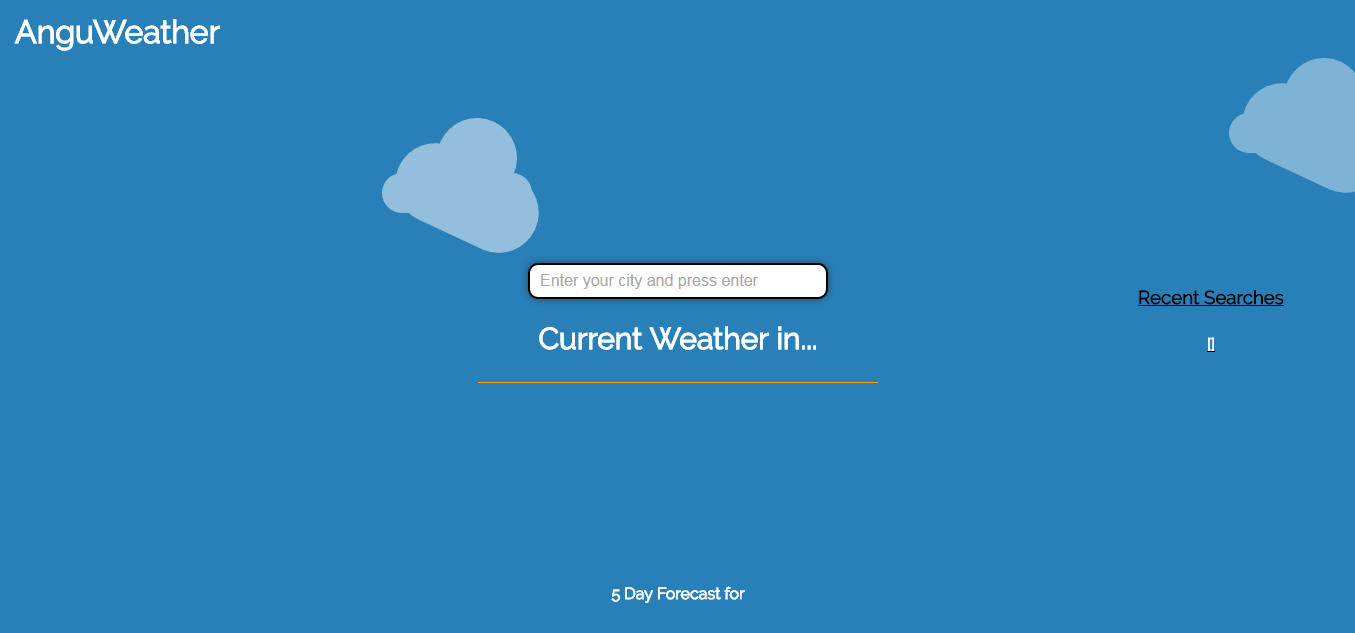 AnguWeather
Enter your city and press enter
Recent Searches
Current Weather in...
[]
5 Day Forecast for